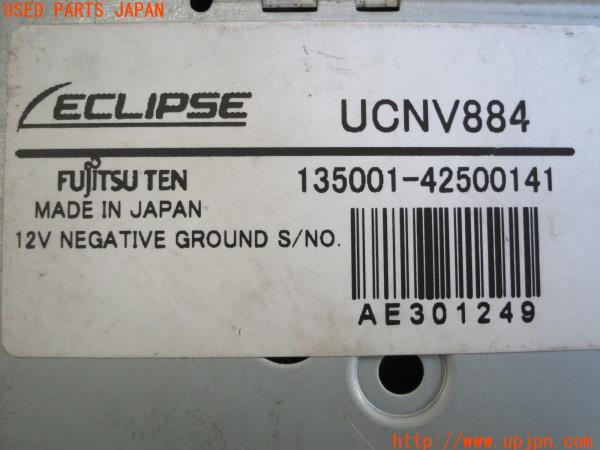 USED PARTS JAPAN
ECLIPSE
UCNV884
FUJITSU TEN
135001-42500141
MADE IN JAPAN
12V NEGATIVE GROUND S/NO.
AE301249
http://www.upjpn.com